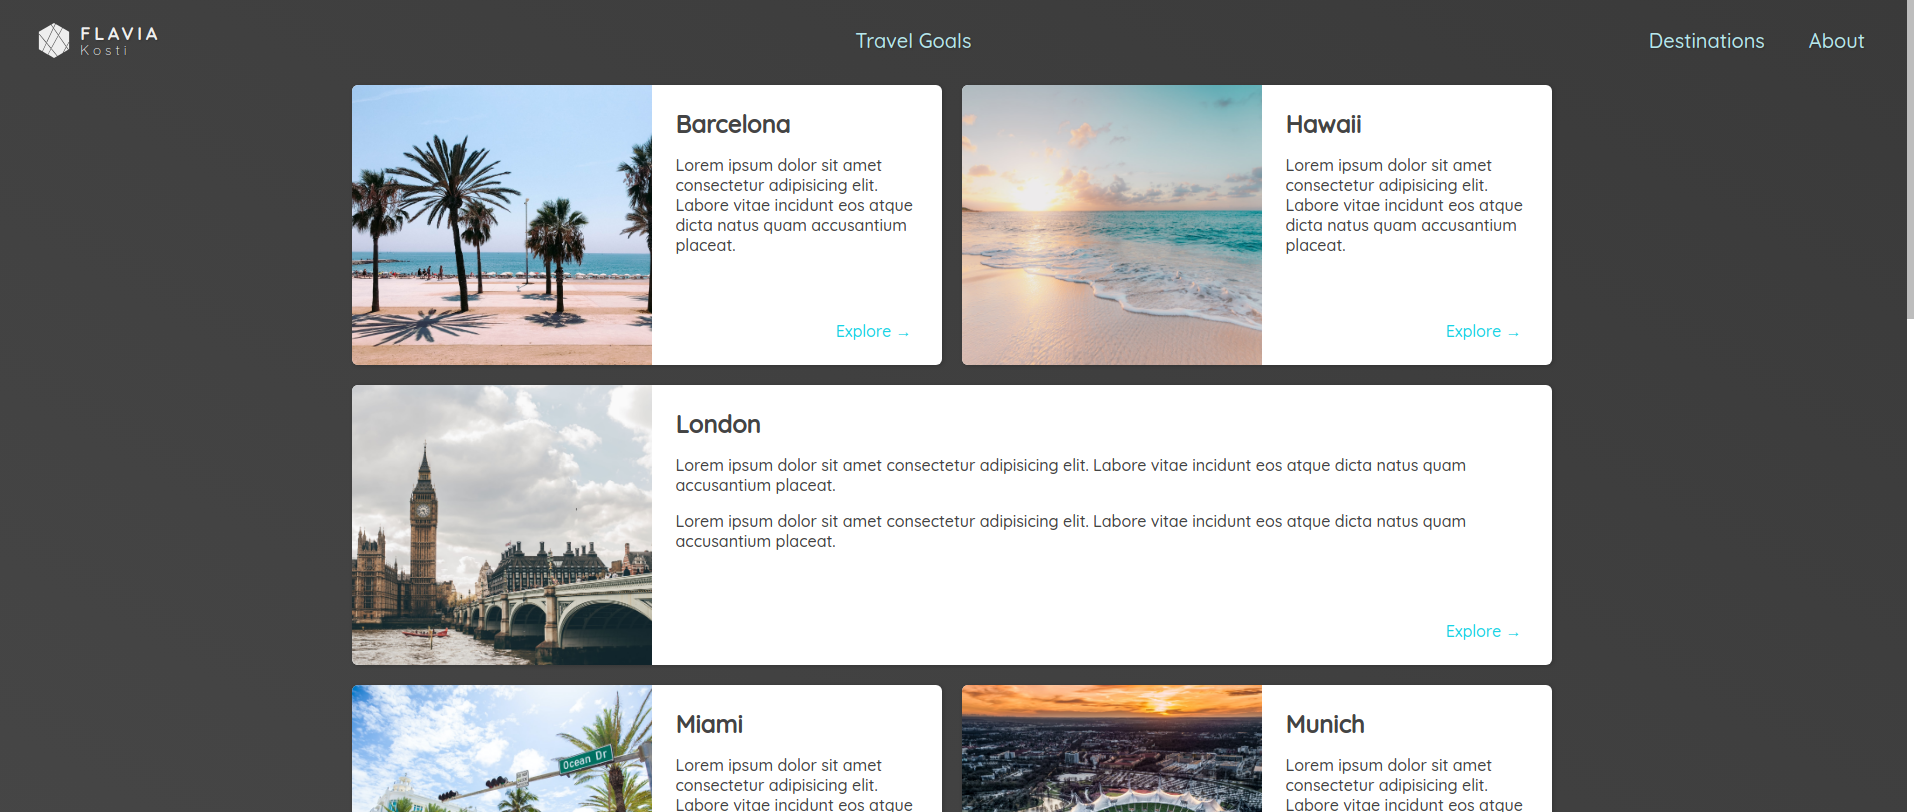 FLAVIA
Kosti
Travel Goals
Destinations
About
Barcelona
Lorem ipsum dolor sit amet
consectetur adipisicing elit.
Labore vitae incidunt eos atque
dicta natus quam accusantium
placeat.
Explore →
Hawaii
Lorem ipsum dolor sit amet
consectetur adipisicing elit.
Labore vitae incidunt eos atque
dicta natus quam accusantium
placeat.
Explore →
London
Lorem ipsum dolor sit amet consectetur adipisicing elit. Labore vitae incidunt eos atque dicta natus quam
accusantium placeat.
Lorem ipsum dolor sit amet consectetur adipisicing elit. Labore vitae incidunt eos atque dicta natus quam
accusantium placeat.
Explore →
Ocean Dr
Miami
Lorem ipsum dolor sit amet
consectetur adipisicing elit.
Labore vitae incidunt eos atque
Munich
Lorem ipsum dolor sit amet
consectetur adipisicing elit.
Labore vitae incidunt eos atque